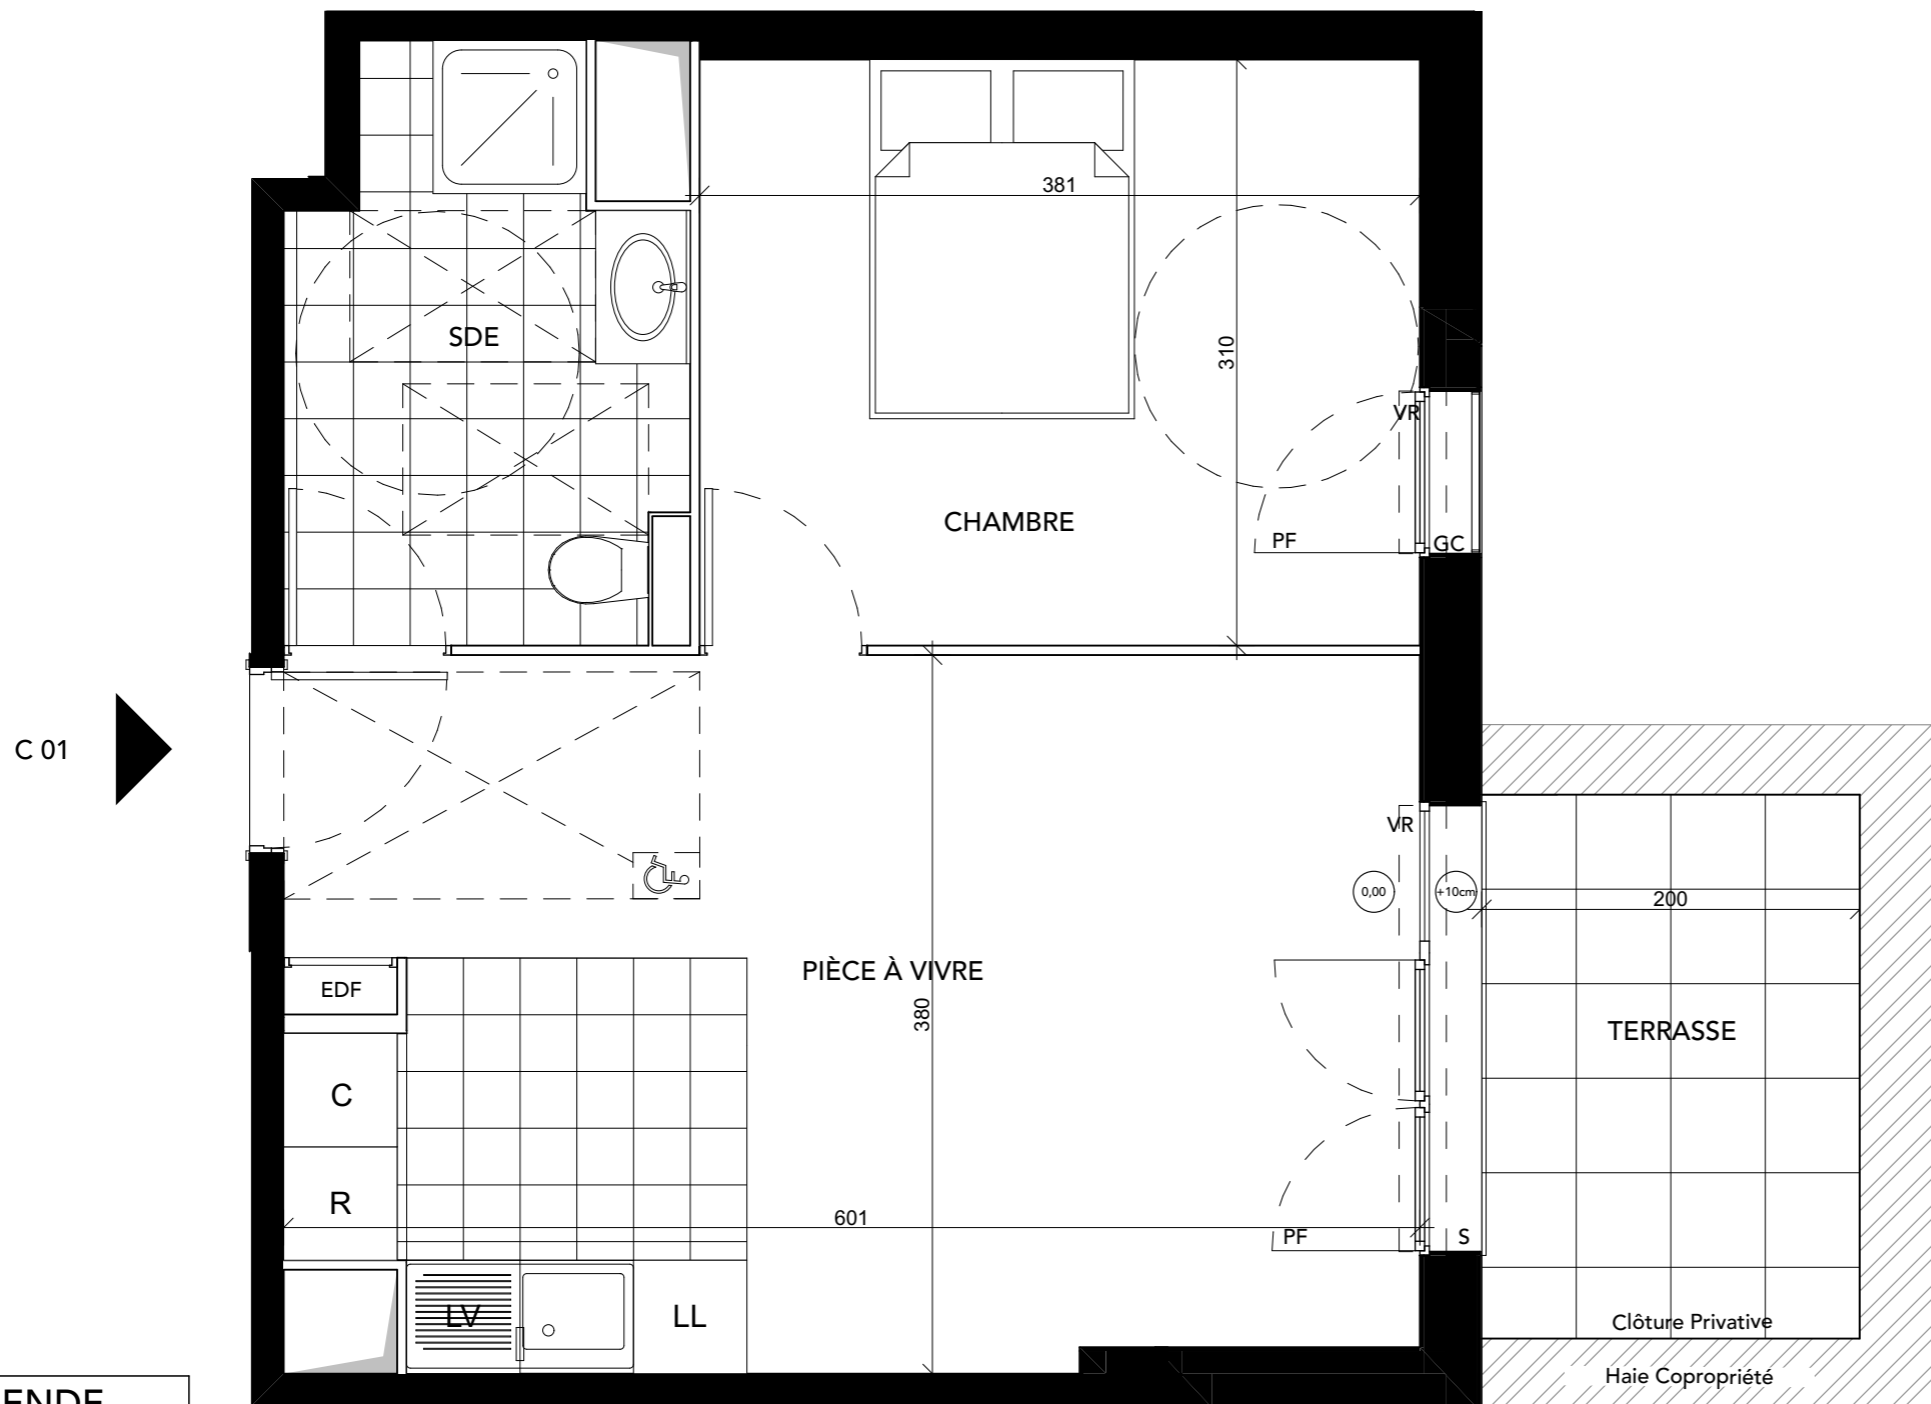 381
SDE
310
VR
CHAMBRE
PF
GC
C 01
VR
0,00
+10cm
200
PIÈCE À VIVRE
EDF
380
TERRASSE
C
R
601
PF
S
LV
LL
Clôture Privative
Haie Copropriété
ENDE